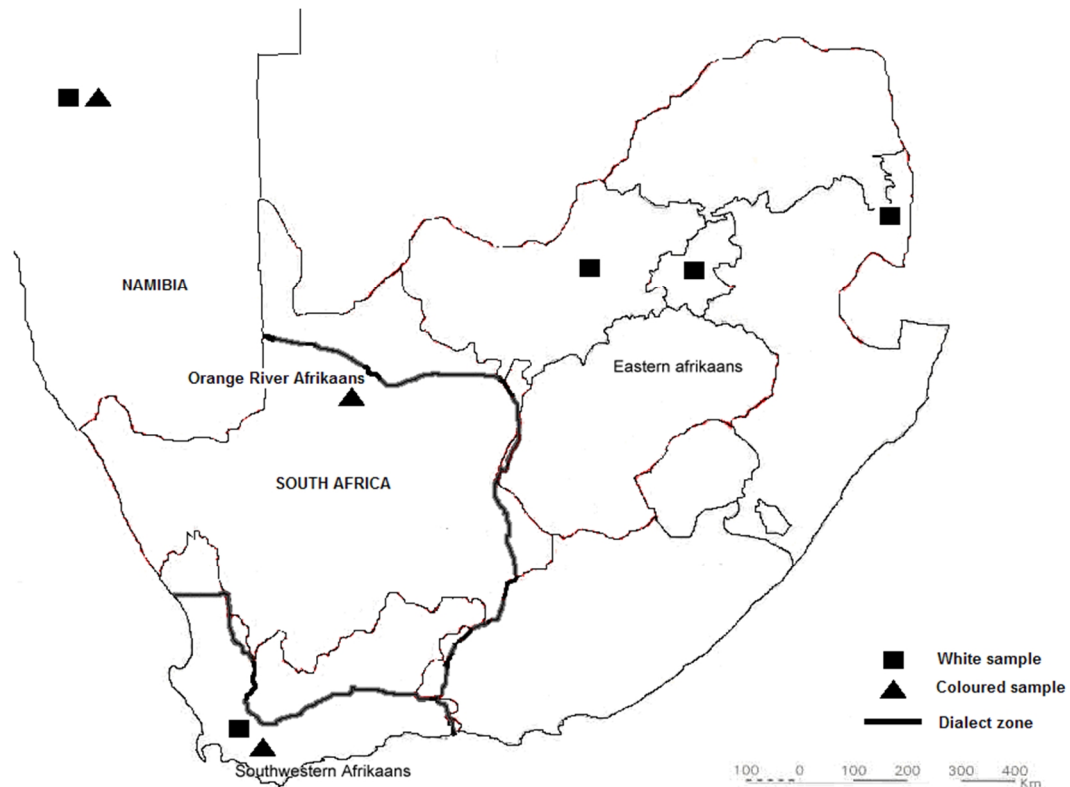 NAMIBIA
Eastern afrikaans
Orange River Afrikaans
SOUTH AFRICA
White sample
Coloured sample
Dialect zone
Southwestern Afrikaans
100 0 100 200 300 400
Km